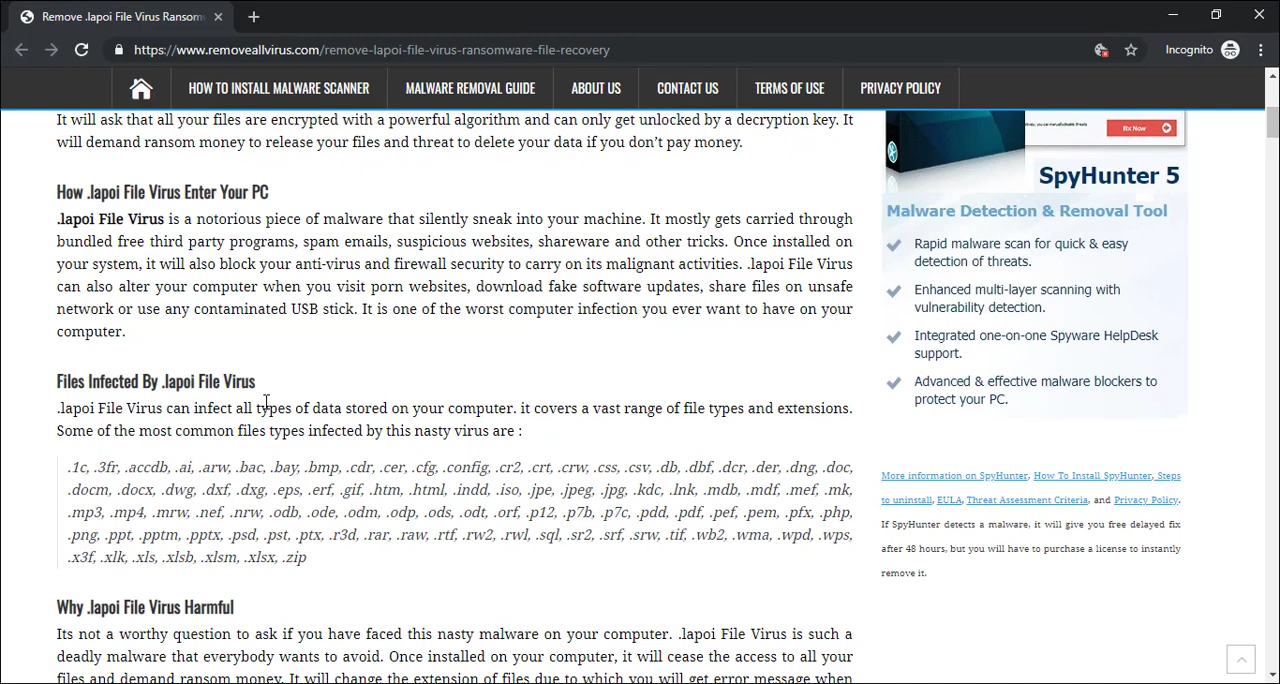 Remove .lapoi File Virus Ransom
https://www.removeallvirus.com/remove-lapoi-file-virus-ransomware-file-recovery
Incognito
HOW TO INSTALL MALWARE SCANNER
MALWARE REMOVAL GUIDE
ABOUT US
CONTACT US
TERMS OF USE
PRIVACY POLICY
It will ask that all your files are encrypted with a powerful algorithm and can only get unlocked by a decryption key. It
will demand ransom money to release your files and threat to delete your data if you don't pay money.
How .lapoi File Virus Enter Your PC
.lapoi File Virus is a notorious piece of malware that silently sneak into your machine. It mostly gets carried through
bundled free third party programs, spam emails, suspicious websites, shareware and other tricks. Once installed on
your system, it will also block your anti-virus and firewall security to carry on its malignant activities. .lapoi File Virus
can also alter your computer when you visit porn websites, download fake software updates, share files on unsafe
network or use any contaminated USB stick. It is one of the worst computer infection you ever want to have on your
computer.
Files Infected By .lapoi File Virus
.lapoi File Virus can infect all types of data stored on your computer. it covers a vast range of file types and extensions.
Some of the most common files types infected by this nasty virus are :
.1c, .3fr, .accdb, .ai, .arw, .bac, .bay, .bmp, .cdr, .cer, .cfg, .config, .cr2, .crt, .crw, .css, .csv, .db, .dbf, .dcr, .der, .dng, .doc,
.docm, .docx, .dwg, .dxf, .dxg, .eps, .erf, .gif, .htm, .html, .indd, .iso, .jpe, .jpeg, .jpg, .kdc, .lnk, .mdb, .mdf, .mef, .mk,
.mp3, .mp4, .mrw, .nef, .nrw, .odb, .ode, .odm, .odp, .ods, .odt, .orf, .p12, .p7b, .p7c, .pdd, .pdf, .pef, .pem, .pfx, .php,
.png, .ppt, .pptm, .pptx, .psd, .pst, .ptx, .r3d, .rar, .raw, .rtf, .rw2, .rwl, .sql, .sr2, .srf, .srw, .tif, .wb2, .wma, .wpd, .wps,
.x3f, .xlk, .xls, .xlsb, .xlsm, .xlsx, .zip
Why .lapoi File Virus Harmful
Its not a worthy question to ask if you have faced this nasty malware on your computer. .lapoi File Virus is such a
deadly malware that everybody wants to avoid. Once installed on your computer, it will cease the access to all your
files and demand ransom money. It will change the extension of files due to which you will get error message when
Fix Now
SpyHunter 5
Malware Detection & Removal Tool
Rapid malware scan for quick & easy
detection of threats.
Enhanced multi-layer scanning with
vulnerability detection.
Integrated one-on-one Spyware HelpDesk
support.
Advanced & effective malware blockers to
protect your PC.
More information on SpyHunter, How To Install SpyHunter, Steps
to uninstall, EULA, Threat Assessment Criteria, and Privacy Policy.
If SpyHunter detects a malware, it will give you free delayed fix
after 48 hours, but you will have to purchase a license to instantly
remove it.